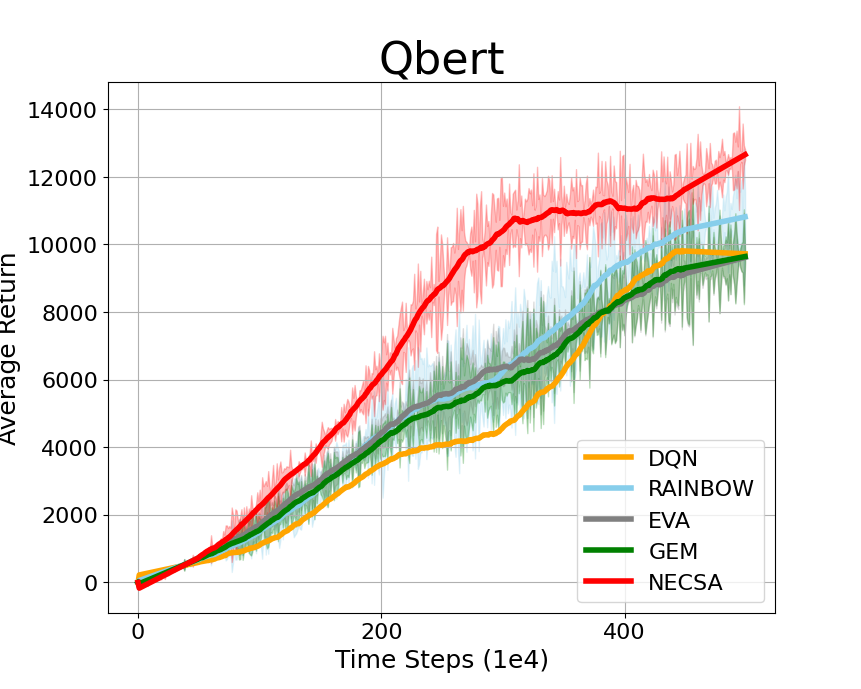 Qbert
14000
12000
10000
8000
6000
4000
2000
0
Average Return
0 200 400
Time Steps (1e4)
DQN
RAINBOW
EVA
GEM
NECSA